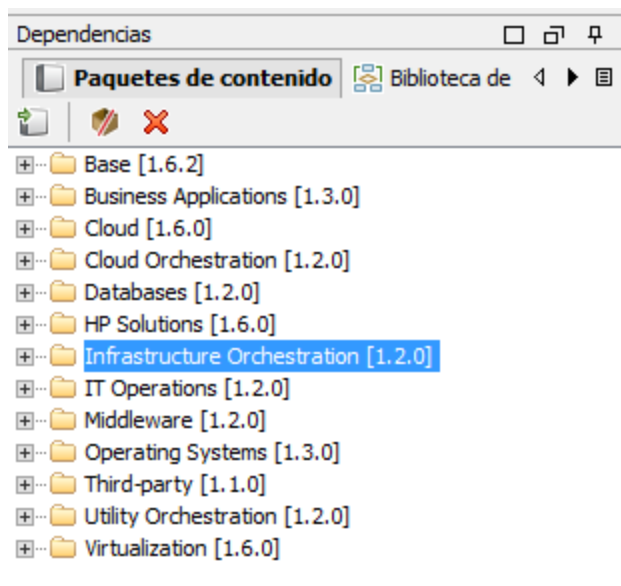 Dependencias
Paquetes de contenido Biblioteca de
Base [1.6.2]
Business Applications [1.3.0]
Cloud [1.6.0]
Cloud Orchestration [1.2.0]
Databases [1.2.0]
HP Solutions [1.6.0]
Infrastructure Orchestration [1.2.0]
IT Operations [1.2.0]
Middleware [1.2.0]
Operating Systems [1.3.0]
Third-party [1.1.0]
Utility Orchestration [1.2.0]
Virtualization [1.6.0]